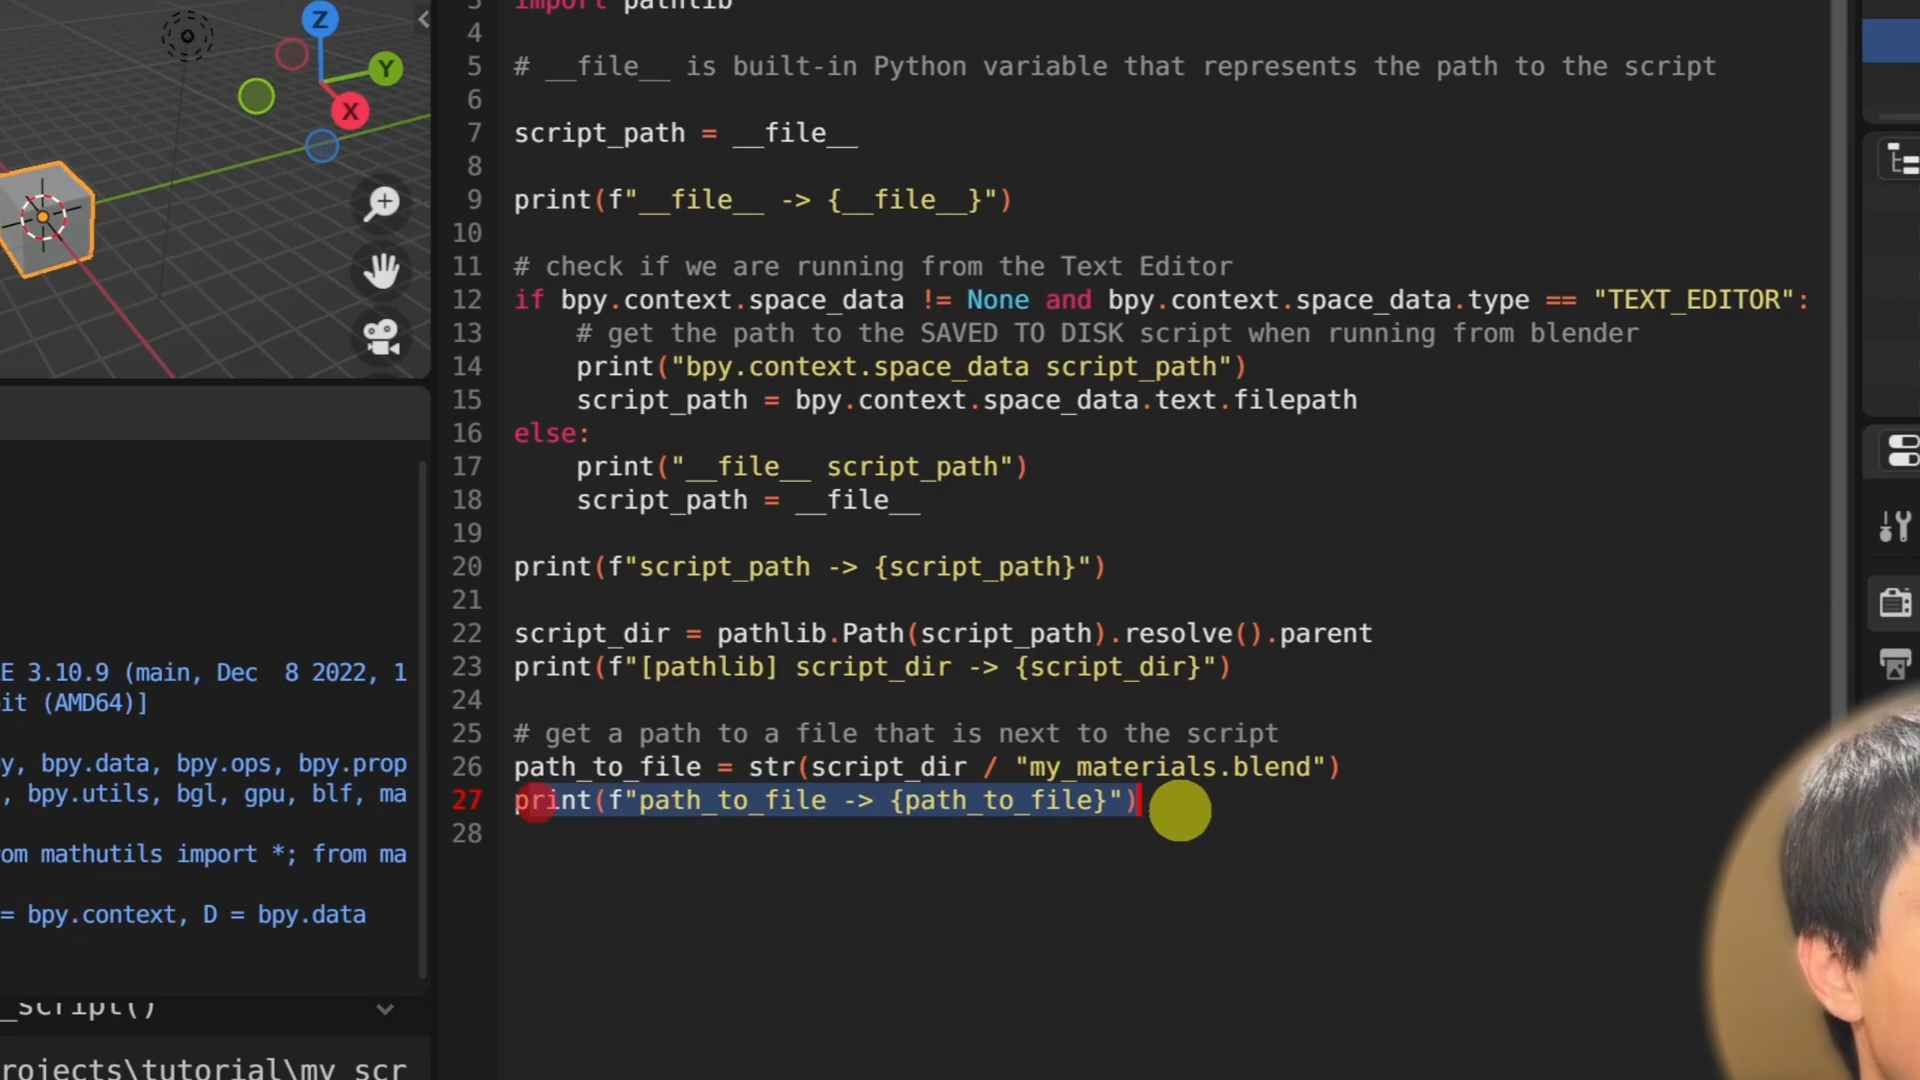 Z
Y
X
3 import pathlib
4
5 # __file__ is built-in Python variable that represents the path to the script
6
7 script_path = __file__
8
9 print(f"__file__ -> {__file__}")
10
11 # check if we are running from the Text Editor
12 if bpy.context.space_data != None and bpy.context.space_data.type == "TEXT_EDITOR":
13 # get the path to the SAVED TO DISK script when running from blender
14 print("bpy.context.space_data script_path")
15 script_path = bpy.context.space_data.text.filepath
16 else:
17 print("__file__ script_path")
18 script_path = __file__
19
20 print(f"script_path -> {script_path}")
21
22 script_dir = pathlib.Path(script_path).resolve().parent
23 print(f"[pathlib] script_dir -> {script_dir}")
24
25 # get a path to a file that is next to the script
26 path_to_file = str(script_dir / "my_materials.blend")
27 print(f"path_to_file -> {path_to_file}")
28
E 3.10.9 (main, Dec 8 2022, 1
it (AMD64)]
y, bpy.data, bpy.ops, bpy.prop
, bpy.utils, bgl, gpu, blf, ma
om mathutils import *; from ma
= bpy.context, D = bpy.data
_script()
rojects\tutorial\my_scr